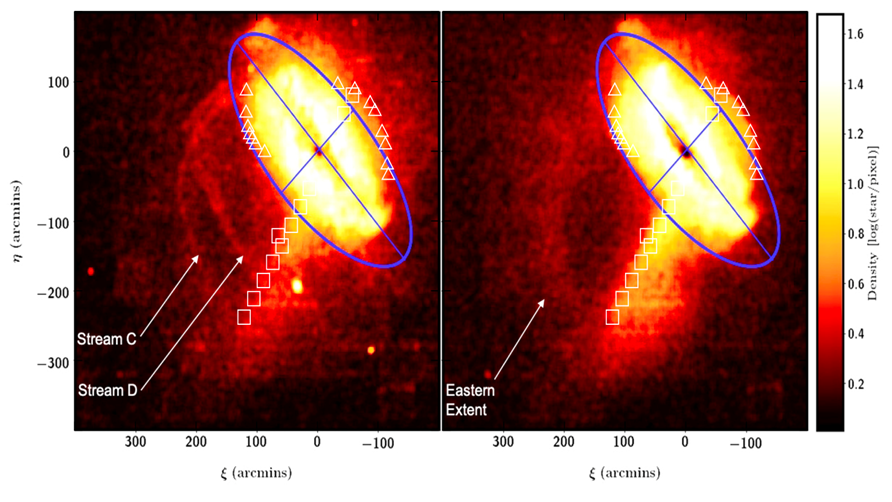 100
0
−100
−200
−300
η (arcmins)
Stream C
Stream D
300
200
100
0
−100
ξ (arcmins)
Eastern
Extent
300
200
100
0
−100
ξ (arcmins)
1.6
1.4
1.2
1.0
0.8
0.6
0.4
0.2
Density [log(star/pixel)]